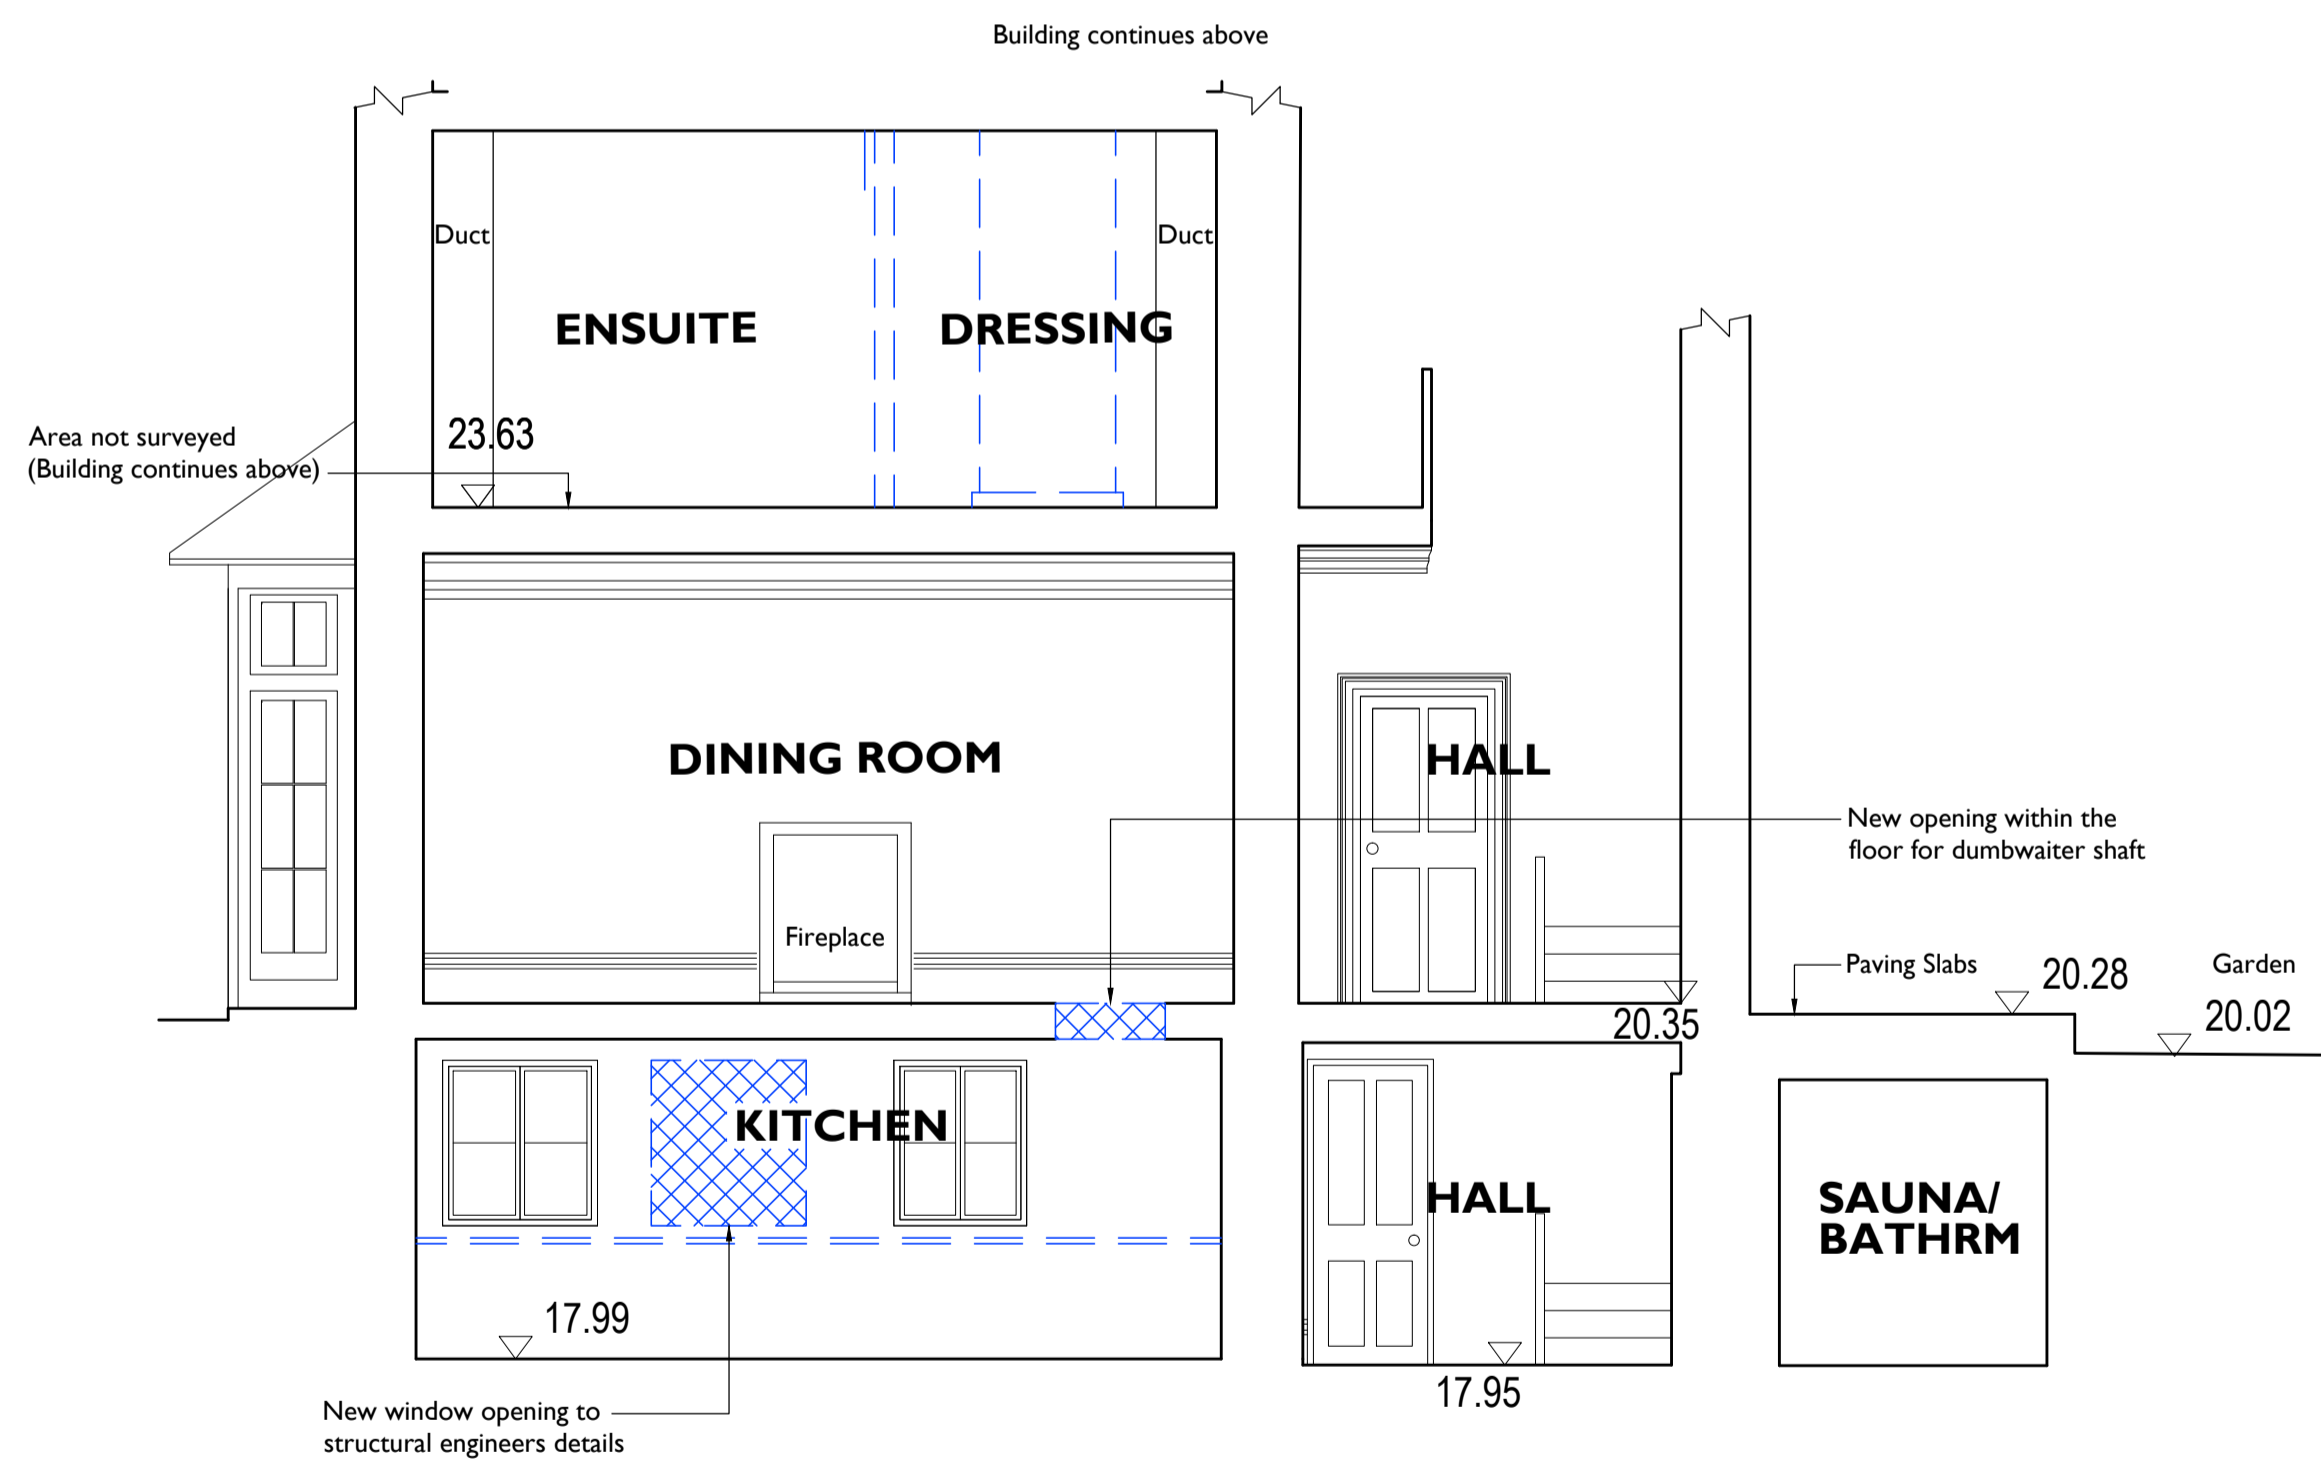 Building continues above
Duct
Duct
ENSUITE
DRESSING
23.63
Area not surveyed
(Building continues above)
DINING ROOM
HALL
New opening within the
floor for dumbwaiter shaft
Fireplace
Paving Slabs
20.28
Garden
20.02
20.35
KITCHEN
HALL
SAUNA/
BATHRM
17.99
17.95
New window opening to
structural engineers details